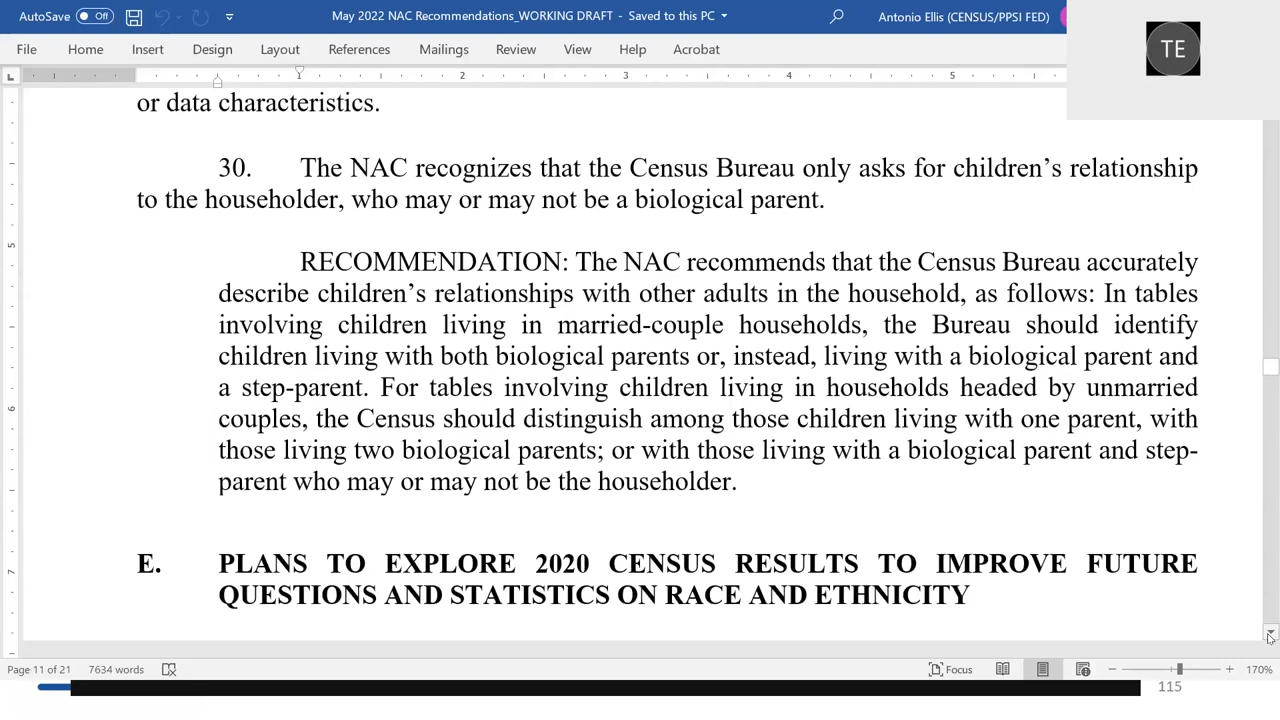 AutoSave Off May 2022 NAC Recommendations_WORKING DRAFT - Saved to this PC Antonio Ellis (CENSUS/PPSI FED)
TE
File Home Insert Design Layout References Mailings Review View Help Acrobat
1 2 3 4 5
or data characteristics.
30. The NAC recognizes that the Census Bureau only asks for children’s relationship
to the householder, who may or may not be a biological parent.
5
RECOMMENDATION: The NAC recommends that the Census Bureau accurately
describe children’s relationships with other adults in the household, as follows: In tables
involving children living in married-couple households, the Bureau should identify
children living with both biological parents or, instead, living with a biological parent and
a step-parent. For tables involving children living in households headed by unmarried
6
couples, the Census should distinguish among those children living with one parent, with
those living two biological parents; or with those living with a biological parent and step-
parent who may or may not be the householder.
E. PLANS TO EXPLORE 2020 CENSUS RESULTS TO IMPROVE FUTURE
7
QUESTIONS AND STATISTICS ON RACE AND ETHNICITY
Page 11 of 21 7634 words Focus 170%
115